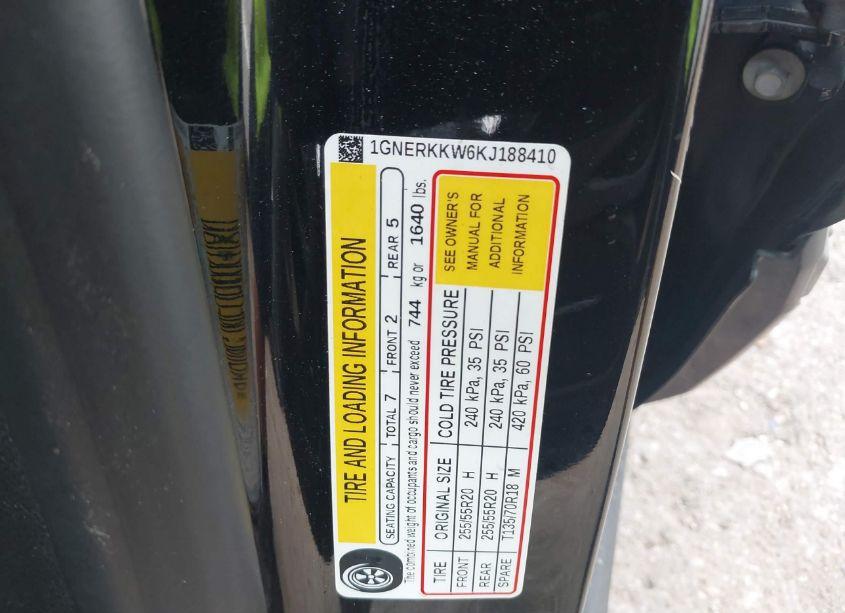 1GNERKKW6KJ188410
TIRE AND LOADING INFORMATION
SEATING CAPACITY TOTAL 7 FRONT 2 REAR 5
The combined weight of occupants and cargo should never exceed 744 kg or 1640 lbs.
TIRE ORIGINAL SIZE COLD TIRE PRESSURE SEE OWNER'S
FRONT 255/55R20 H 240 kPa, 35 PSI MANUAL FOR
REAR 255/55R20 H 240 kPa, 35 PSI ADDITIONAL
SPARE T135/70R18 M 420 kPa, 60 PSI INFORMATION